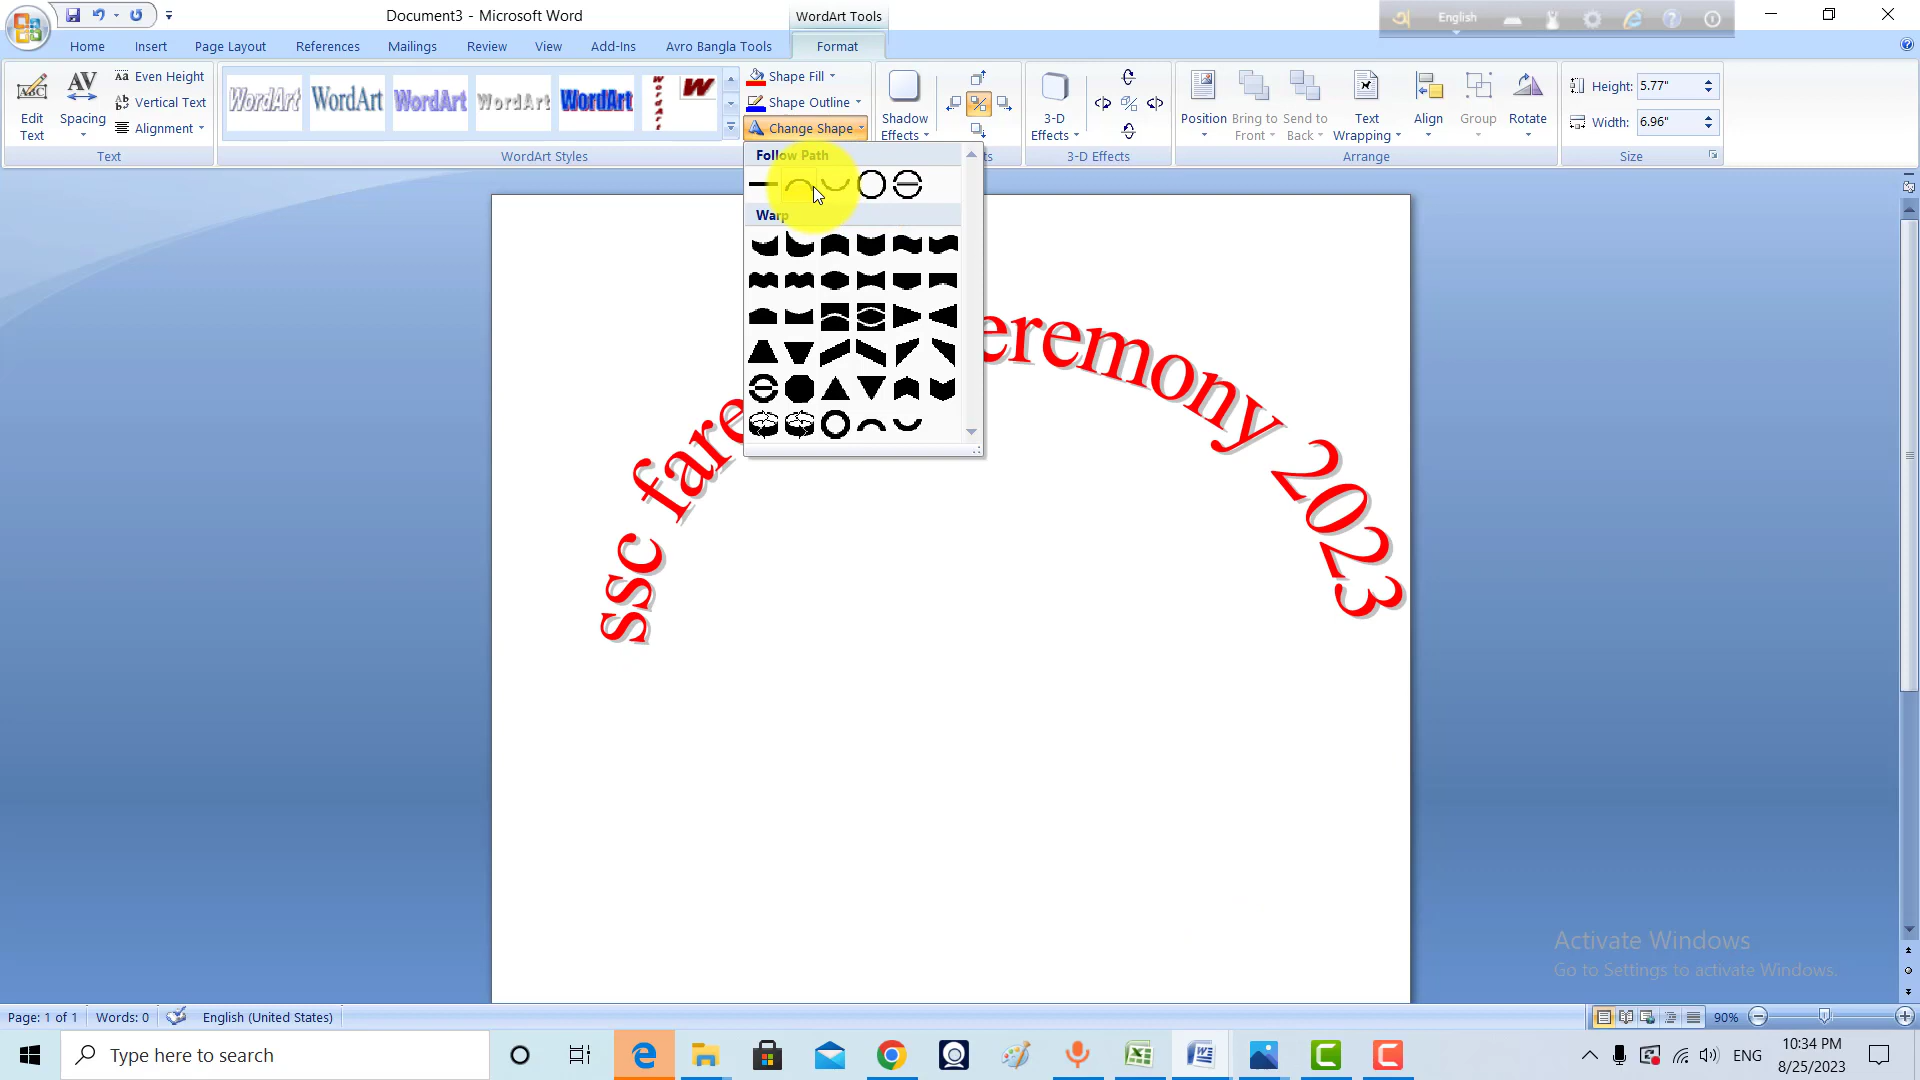 Document3 - Microsoft Word
WordArt Tools
English
Home Insert Page Layout References Mailings Review View Add-Ins Avro Bangla Tools Format
Edit Text
Spacing
Even Height
Vertical Text
Alignment
Text
WordArt WordArt WordArt WordArt WordArt Wordart W
WordArt Styles
Shape Fill
Shape Outline
Change Shape
Shadow Effects
3-D Effects
3-D Effects
Position
Bring to Front
Send to Back
Text Wrapping
Align
Group
Rotate
Arrange
Height: 5.77"
Width: 6.96"
Size
Follow Path
Warp
ssc fare
eremony 2023
Activate Windows
Go to Settings to activate Windows.
Page: 1 of 1 Words: 0 English (United States) 90%
Type here to search
ENG
10:34 PM
8/25/2023